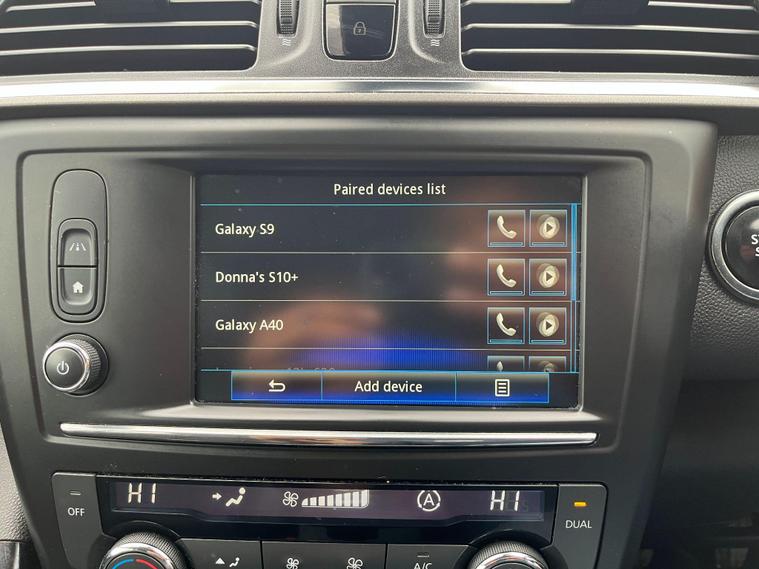 Paired devices list
Galaxy S9
Donna's S10+
Galaxy A40
Add device
HI
A
HI
OFF
DUAL
A/C